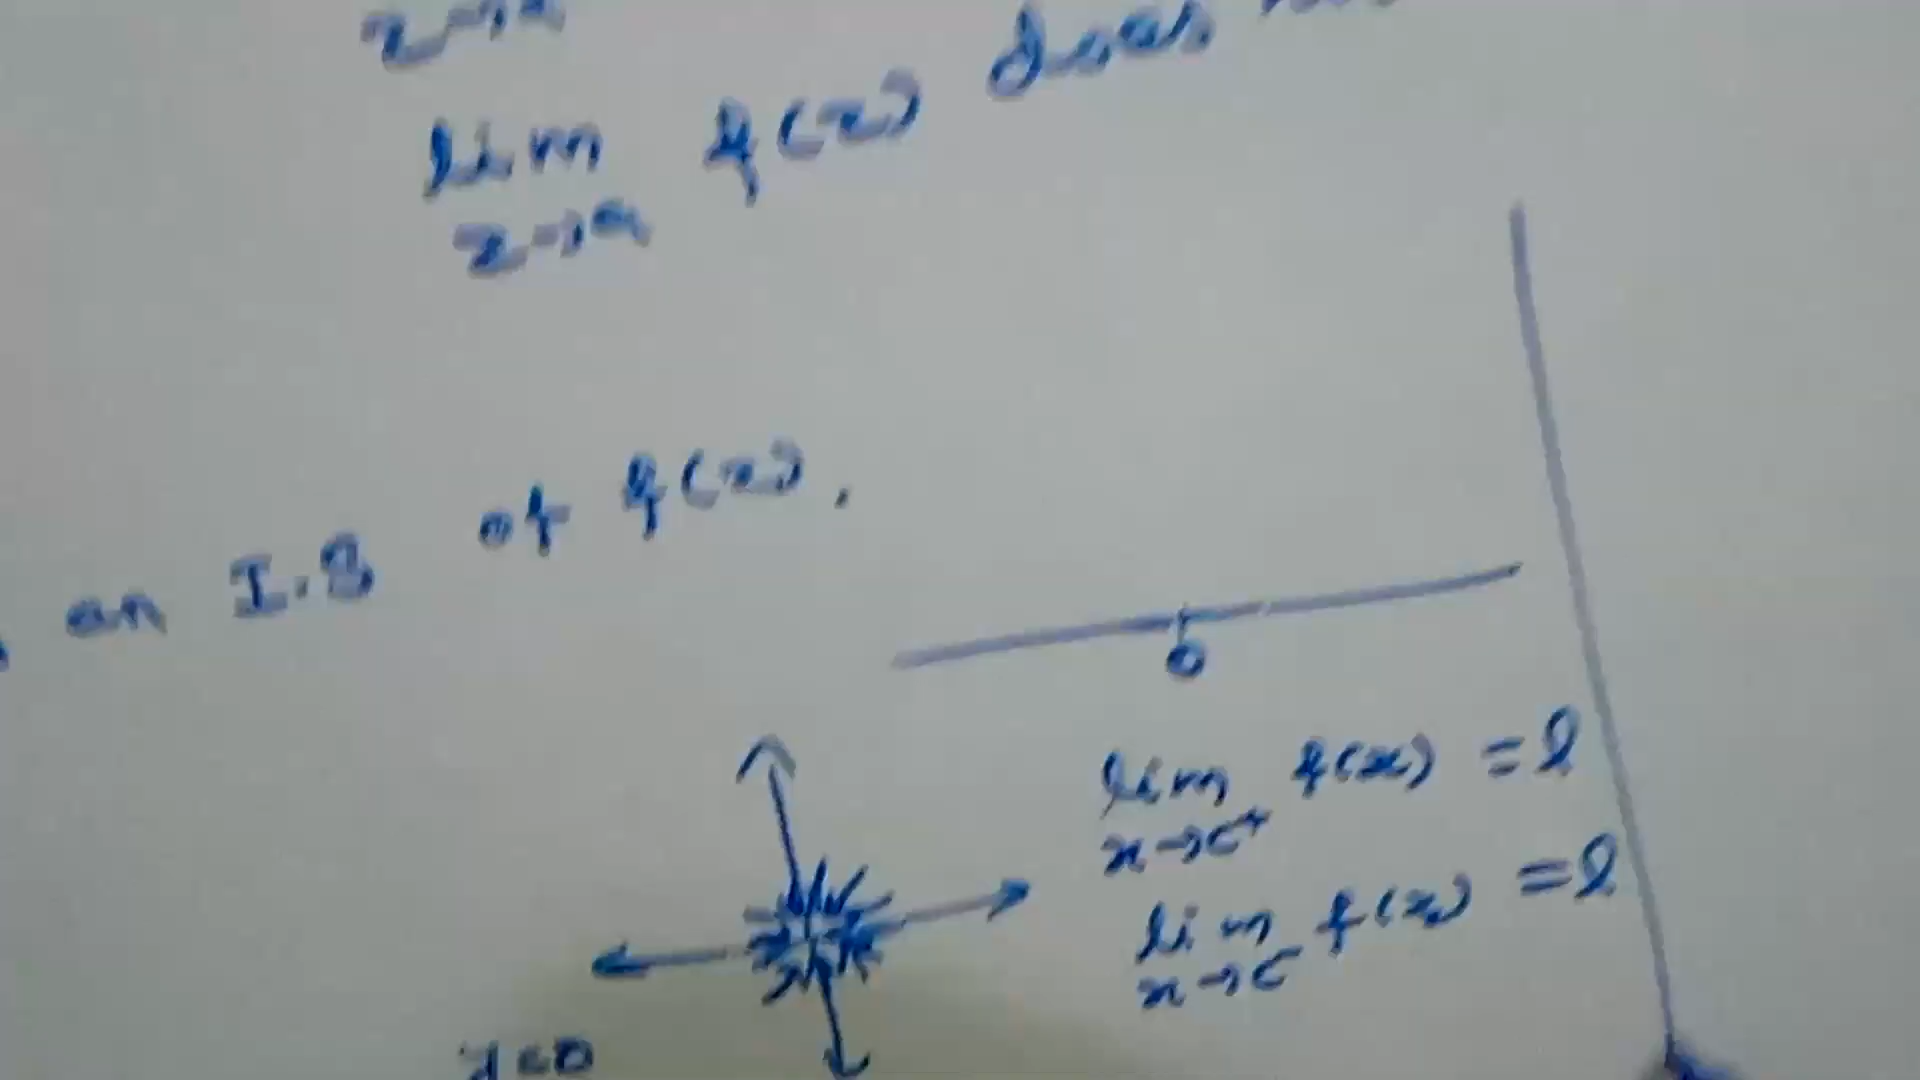 z→a
lim f(z) does
z→a
an I.S of f(z).
0
lim f(x) = l
x→c⁺
lim f(x) = l
x→c⁻
y=0